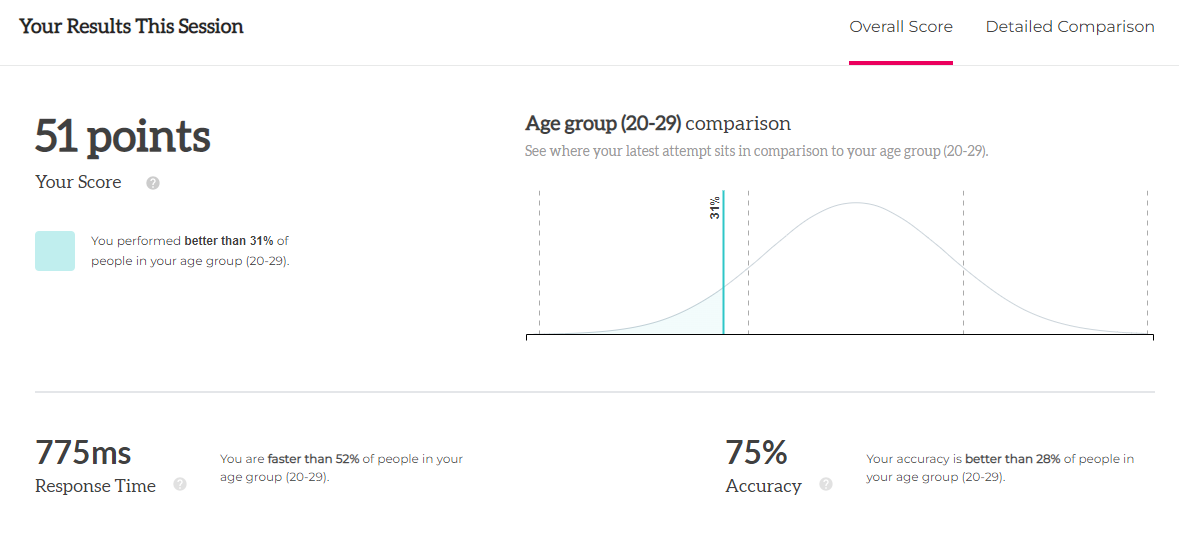 Your Results This Session
Overall Score
Detailed Comparison
51 points
Your Score
?
You performed better than 31% of
people in your age group (20-29).
Age group (20-29) comparison
See where your latest attempt sits in comparison to your age group (20-29).
31%
775ms
Response Time
?
You are faster than 52% of people in your
age group (20-29).
75%
Accuracy
?
Your accuracy is better than 28% of people in
your age group (20-29).